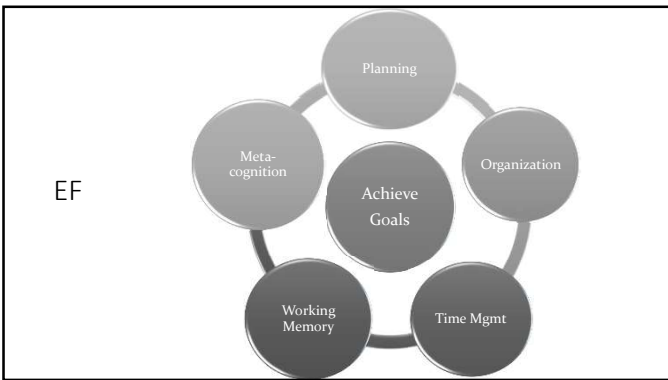 EF
Planning
Organization
Time Mgmt
Working
Memory
Meta-
cognition
Achieve
Goals